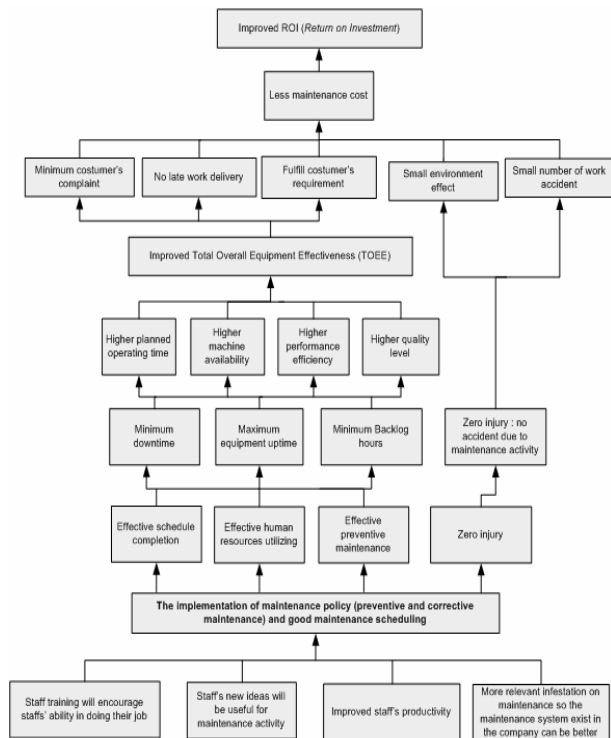 Improved ROI (Return on Investment)
Less maintenance cost
Minimum costumer's
complaint
No late work delivery
Fulfill costumer's
requirement
Small environment
effect
Small number of work
accident
Improved Total Overall Equipment Effectiveness (TOEE)
Higher planned
operating time
Higher
machine
availability
Higher
performance
efficiency
Higher quality
level
Minimum
downtime
Maximum
equipment uptime
Minimum Backlog
hours
Zero injury : no
accident due to
maintenance activity
Effective schedule
completion
Effective human
resources utilizing
Effective
preventive
maintenance
Zero injury
The implementation of maintenance policy (preventive and corrective
maintenance) and good maintenance scheduling
Staff training will encourage
staffs' ability in doing their job
Staff's new ideas will
be useful for
maintenance activity
Improved staff's productivity
More relevant infestation on
maintenance so the
maintenance system exist in
the company can be better